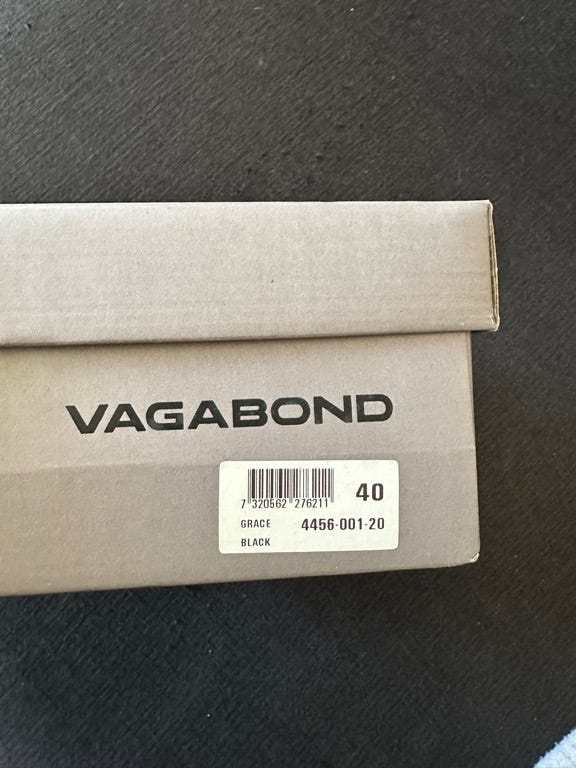 VAGABOND
7 320562 276211
40
GRACE 4456-001-20
BLACK